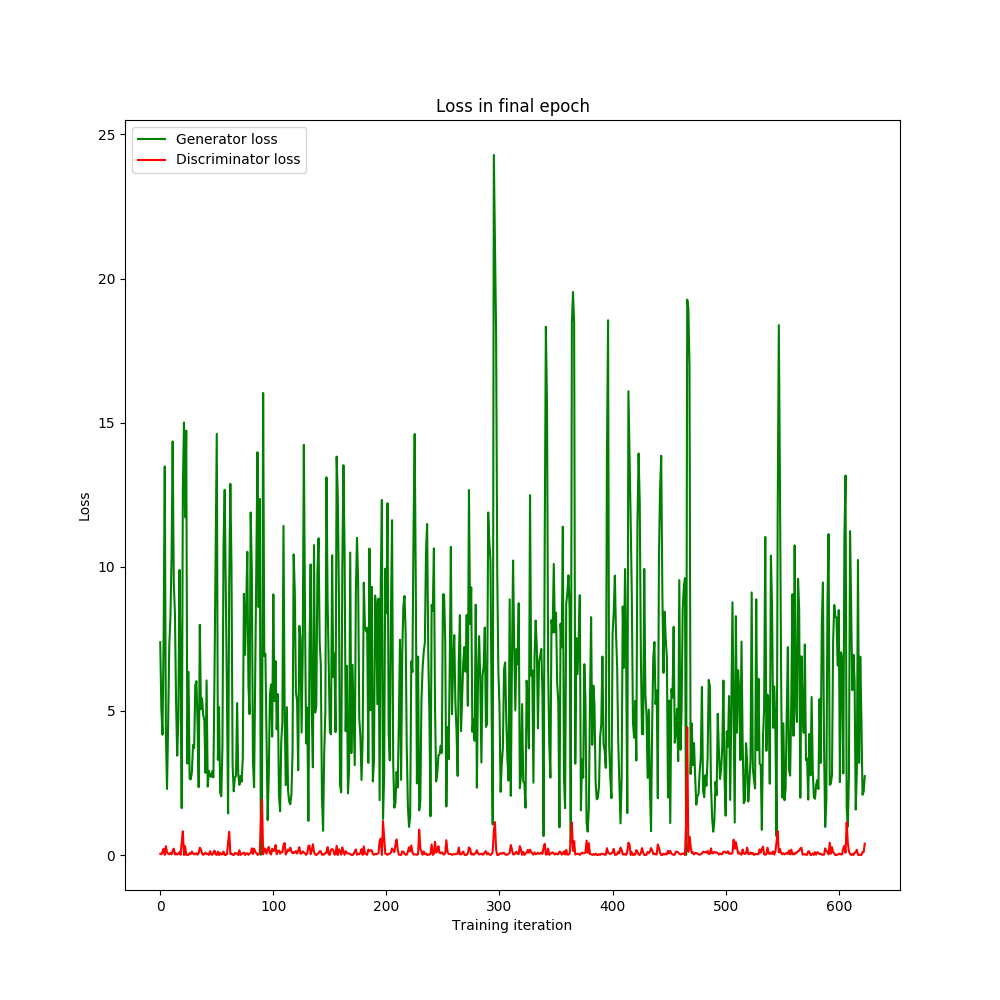 Loss in final epoch
Generator loss
Discriminator loss
25
20
15
10
5
0
Loss
0 100 200 300 400 500 600
Training iteration